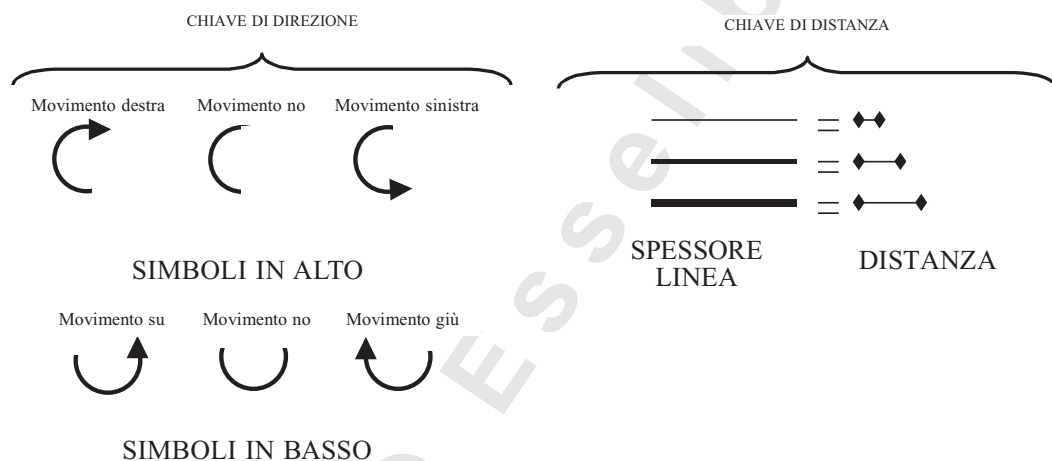 CHIAVE DI DIREZIONE
Movimento destra Movimento no Movimento sinistra
SIMBOLI IN ALTO
Movimento su Movimento no Movimento giù
SIMBOLI IN BASSO
CHIAVE DI DISTANZA
SPESSORE
LINEA
DISTANZA